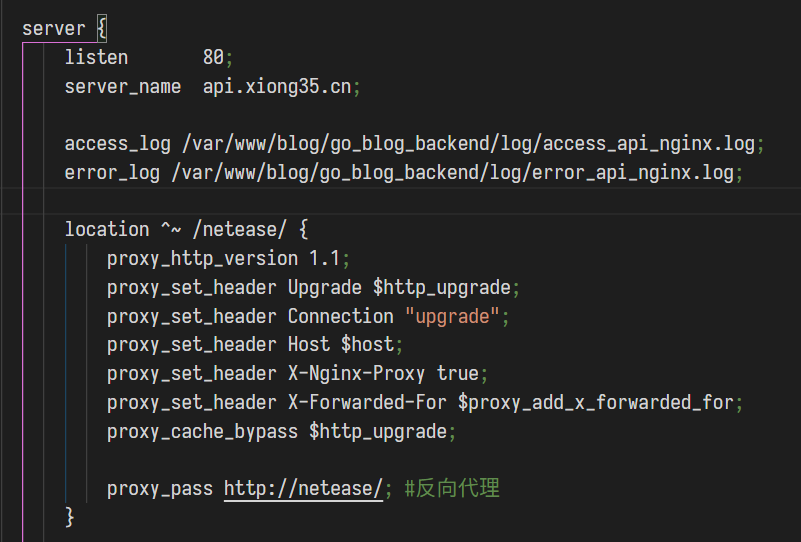 server {
listen 80;
server_name api.xiong35.cn;
access_log /var/www/blog/go_blog_backend/log/access_api_nginx.log;
error_log /var/www/blog/go_blog_backend/log/error_api_nginx.log;
location ^~ /netease/ {
proxy_http_version 1.1;
proxy_set_header Upgrade $http_upgrade;
proxy_set_header Connection "upgrade";
proxy_set_header Host $host;
proxy_set_header X-Nginx-Proxy true;
proxy_set_header X-Forwarded-For $proxy_add_x_forwarded_for;
proxy_cache_bypass $http_upgrade;
proxy_pass http://netease/; #反向代理
}